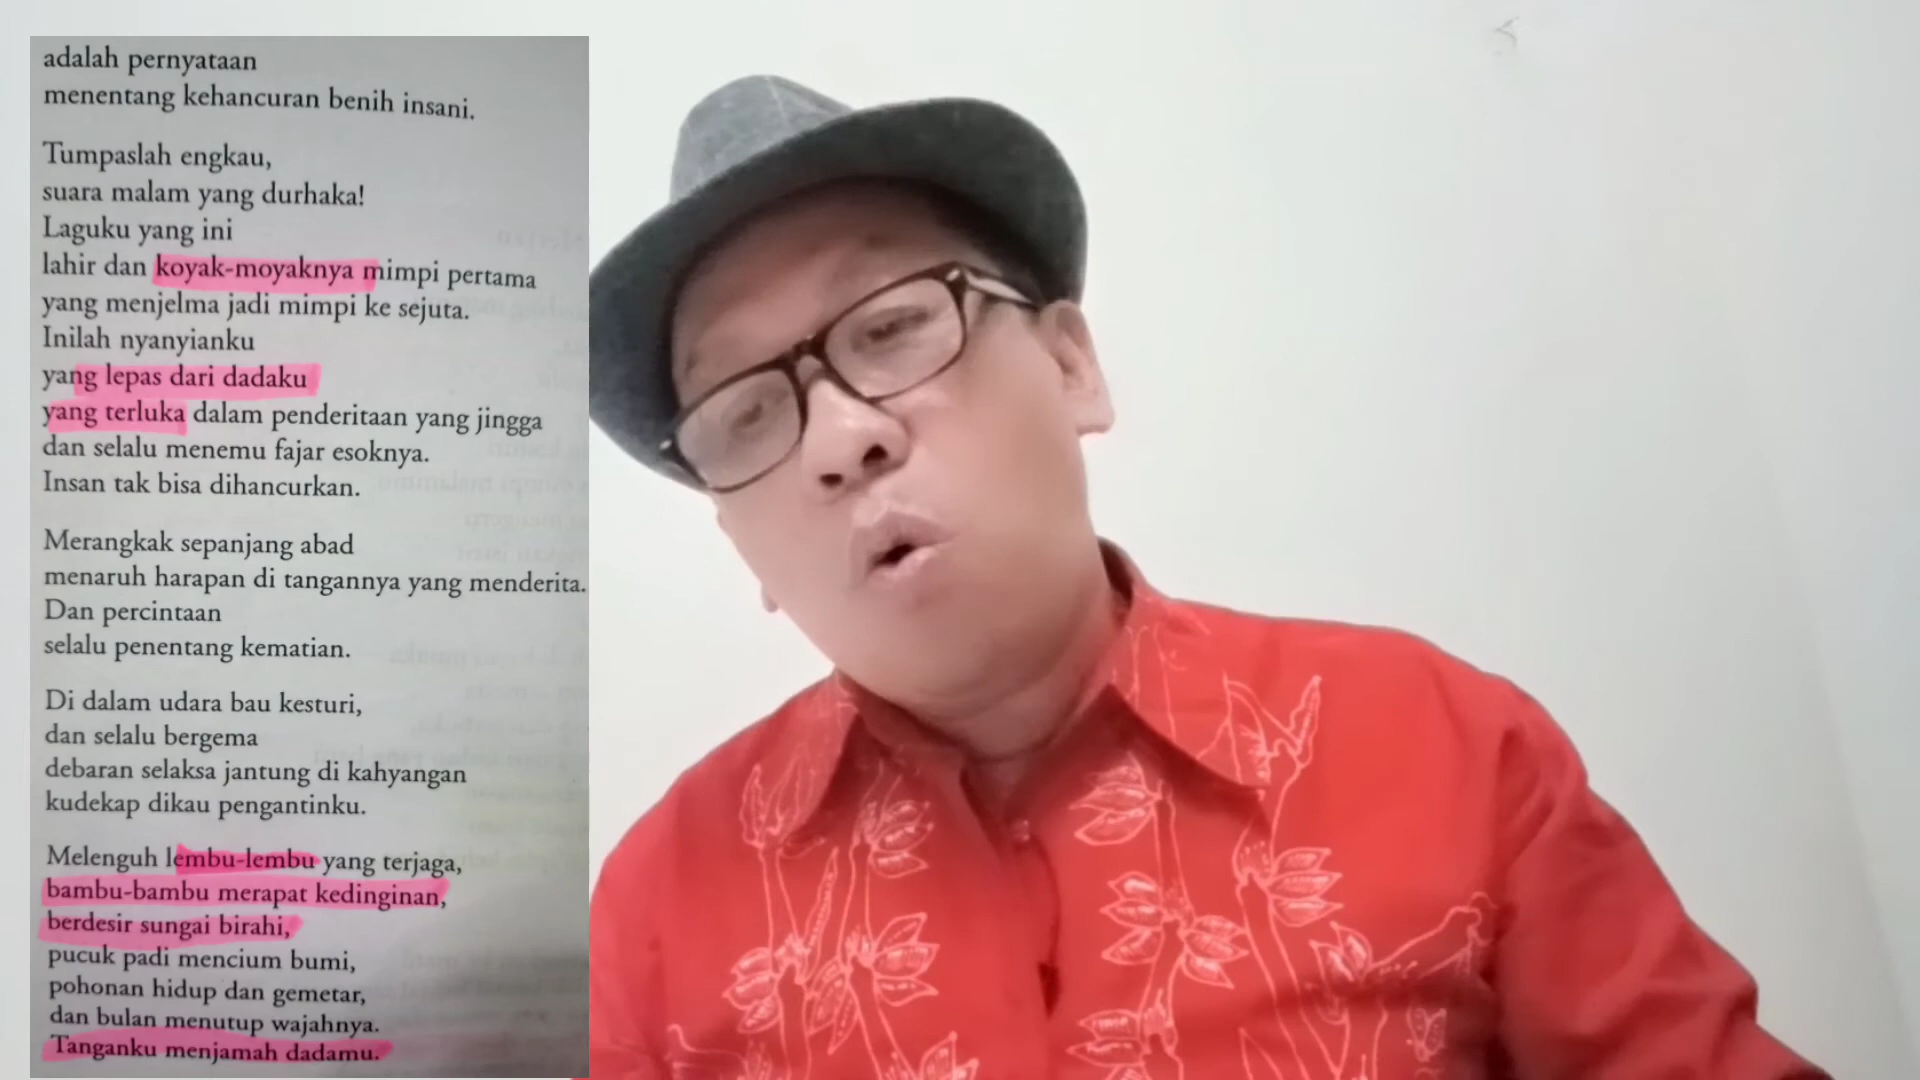 adalah pernyataan
menentang kehancuran benih insani.
Tumpaslah engkau,
suara malam yang durhaka!
Laguku yang ini
lahir dan koyak-moyaknya mimpi pertama
yang menjelma jadi mimpi ke sejuta.
Inilah nyanyianku
yang lepas dari dadaku
yang terluka dalam penderitaan yang jingga
dan selalu menemu fajar esoknya.
Insan tak bisa dihancurkan.
Merangkak sepanjang abad
menaruh harapan di tangannya yang menderita.
Dan percintaan
selalu penentang kematian.
Di dalam udara bau kesturi,
dan selalu bergema
debaran selaksa jantung di kahyangan
kudekap dikau pengantinku.
Melenguh lembu-lembu yang terjaga,
bambu-bambu merapat kedinginan,
berdesir sungai birahi,
pucuk padi mencium bumi,
pohonan hidup dan gemetar,
dan bulan menutup wajahnya.
Tanganku menjamah dadamu.